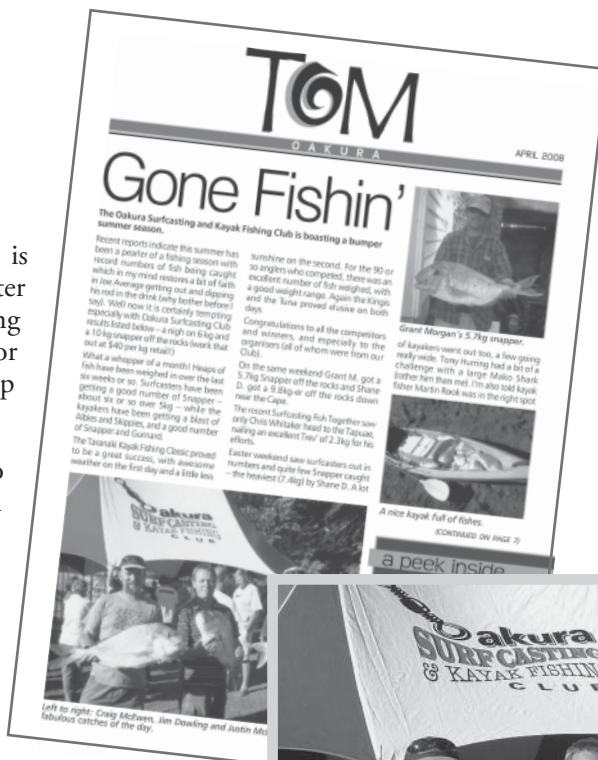 is
ter
ng
or
p
TOM
OAKURA
APRIL 2008
Gone Fishin'
The Oakura Surfcasting and Kayak Fishing Club is boasting a bumper
summer season.
Recent reports indicate this summer has
been a pearler of a fishing season with
record numbers of fish being caught
which in my mind restores a bit of faith
in Joe Average getting out and dipping
his rod in the drink (why bother before I
say). Well now it is certainly tempting
especially with Oakura Surfcasting Club
results listed below – a nigh on 6kg and
a 10 kg snapper off the rocks (work that
out at $40 per kg retail!)
What a whopper of a month! Heaps of
fish have been weighed in over the last
six weeks or so. Surfcasters have been
getting a good number of Snapper –
about six or so over 5kg – while the
kayakers have been getting a blast of
Albies and Skippies, and a good number
of Snapper and Gurnard.
The Taranaki Kayak Fishing Classic proved
to be a great success, with awesome
weather on the first day and a little less
sunshine on the second. For the 90 or
so anglers who competed, there was an
excellent number of fish weighed, with
a good weight range. Again the Kingis
and the Tuna proved elusive on both
days.
Congratulations to all the competitors
and winners, and especially to the
organisers (all of whom were from our
Club).
On the same weekend Grant M. got a
5.7kg Snapper off the rocks and Shane
D. got a 9.8kg-er off the rocks down
near the Cape.
The recent Surfcasting Fish Together saw
only Chris Whitaker head to the Tapuae,
nailing an excellent Trev' of 2.3kg for his
efforts.
Easter weekend saw surfcasters out in
numbers and quite few Snapper caught
– the heaviest (7.4kg) by Shane D. A lot
Grant Morgan's 5.7kg snapper.
of kayakers went out too, a few going
really wide. Tony Hurring had a bit of a
challenge with a large Mako Shark
(rather him than me). I'm also told kayak
fisher Martin Rook was in the right spot
A nice kayak full of fishes.
(CONTINUED ON PAGE 7)
a peek inside
akura
SURFCASTING
& KAYAK FISHING
CLUB
Left to right: Craig McEwen, Jim Dowling and Justin
fabulous catches of the day.
akura
SURFCASTING
& KAYAK FISHIN
CLU